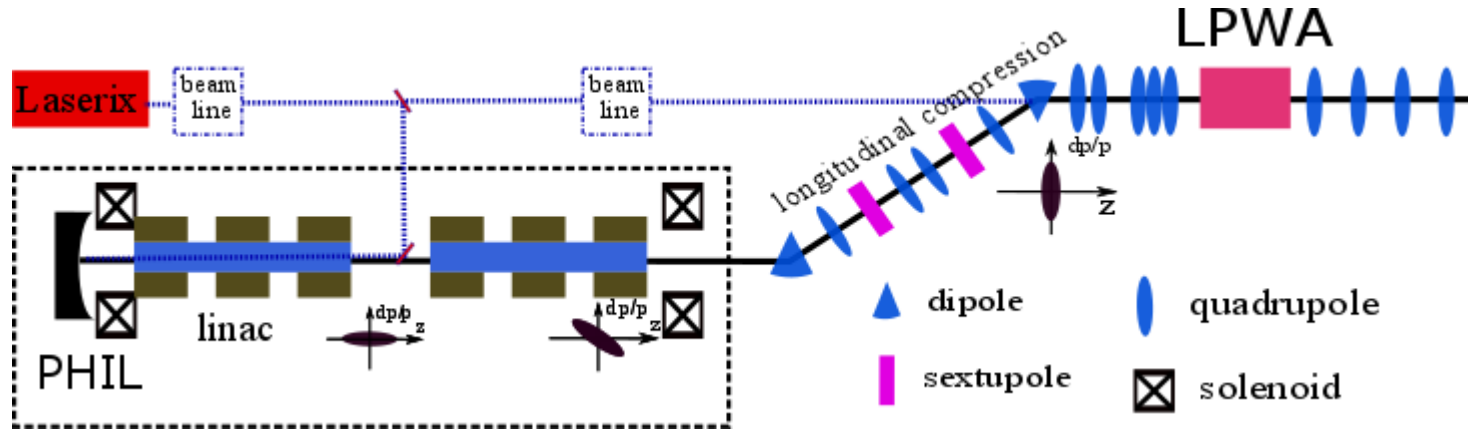 LPWA
Laserix
beam
line
beam
line
longitudinal compression
dp/p
z
dp/p
z
dp/p
z
linac
PHIL
dipole
quadrupole
sextupole
solenoid